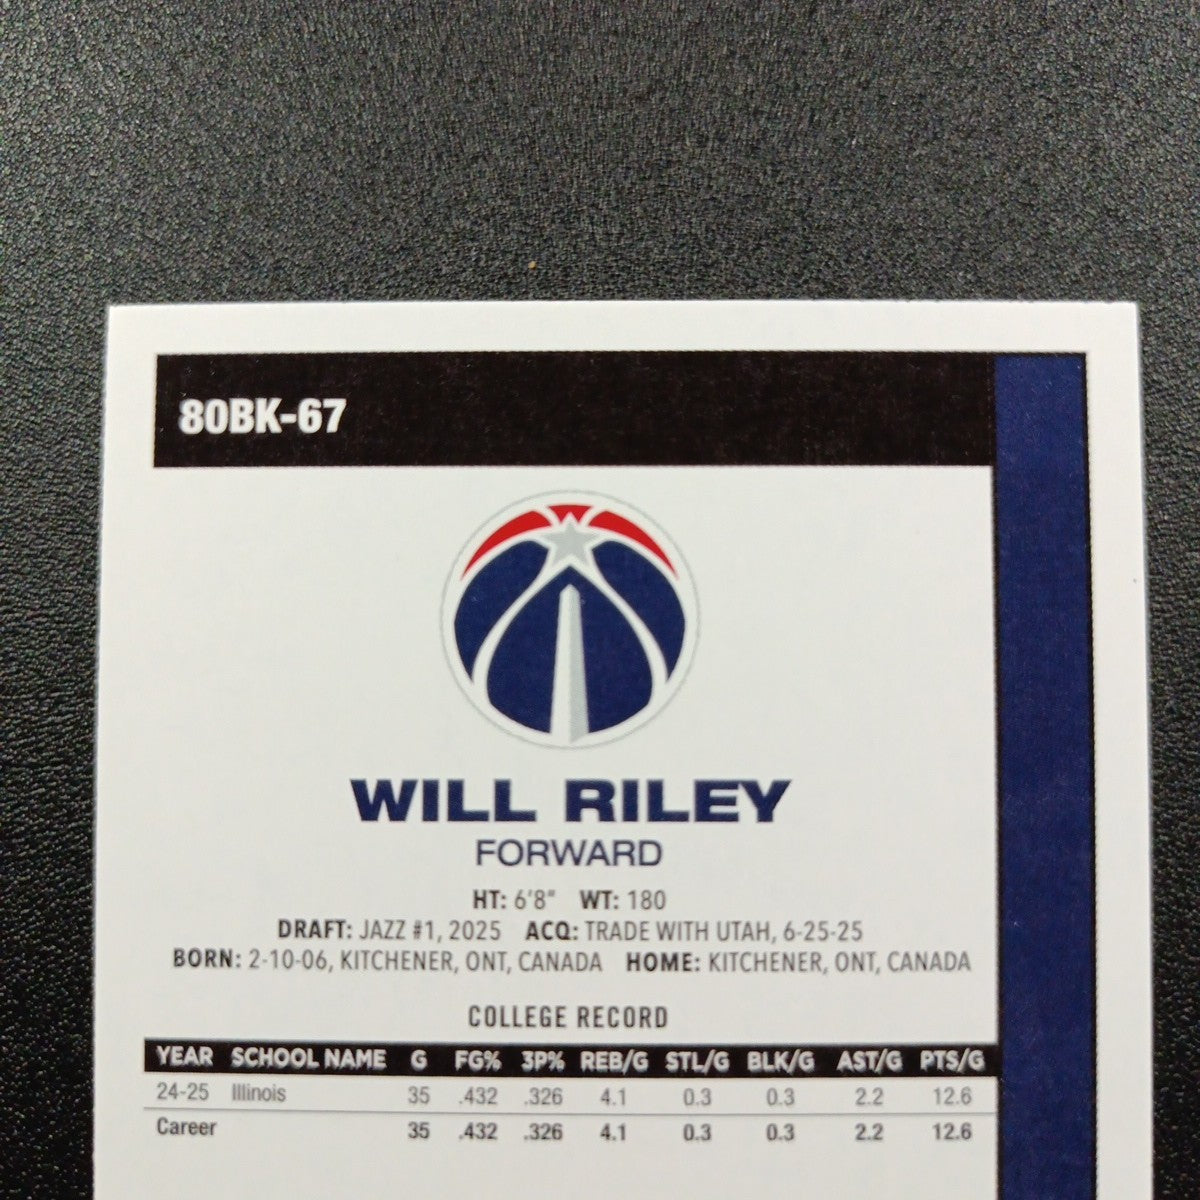 80BK-67
WILL RILEY
FORWARD
HT: 6'8" WT: 180
DRAFT: JAZZ #1, 2025 ACQ: TRADE WITH UTAH, 6-25-25
BORN: 2-10-06, KITCHENER, ONT, CANADA HOME: KITCHENER, ONT, CANADA
COLLEGE RECORD
YEAR SCHOOL NAME G FG% 3P% REB/G STL/G BLK/G AST/G PTS/G
24-25 Illinois 35 .432 .326 4.1 0.3 0.3 2.2 12.6
Career 35 .432 .326 4.1 0.3 0.3 2.2 12.6